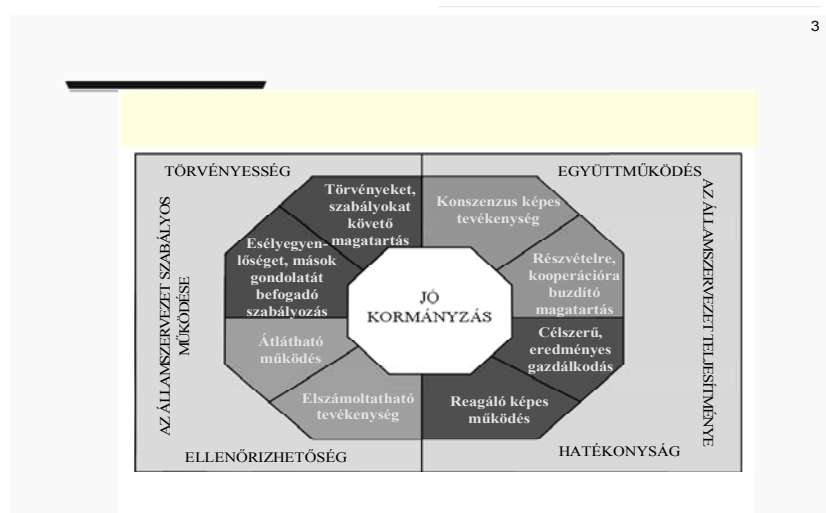 3
TÖRVÉNYESSÉG
EGYÜTTMŰKÖDÉS
AZ ÁLLAMSZERVEZET SZABÁLYOS
MŰKÖDÉSE
Törvényeket,
szabályokat
követő
magatartás
Konszenzus képes
tevékenység
Esélyegyen-
lőséget, mások
gondolatát
befogadó
szabályozás
Részvételre,
kooperációra
buzdító
magatartás
JÓ
KORMÁNYZÁS
Átlátható
működés
Célszerű,
eredményes
gazdálkodás
Elszámoltatható
tevékenység
Reagáló képes
működés
AZ ÁLLAMSZERVEZET TELJESÍTMÉNYE
ELLENŐRIZHETŐSÉG
HATÉKONYSÁG